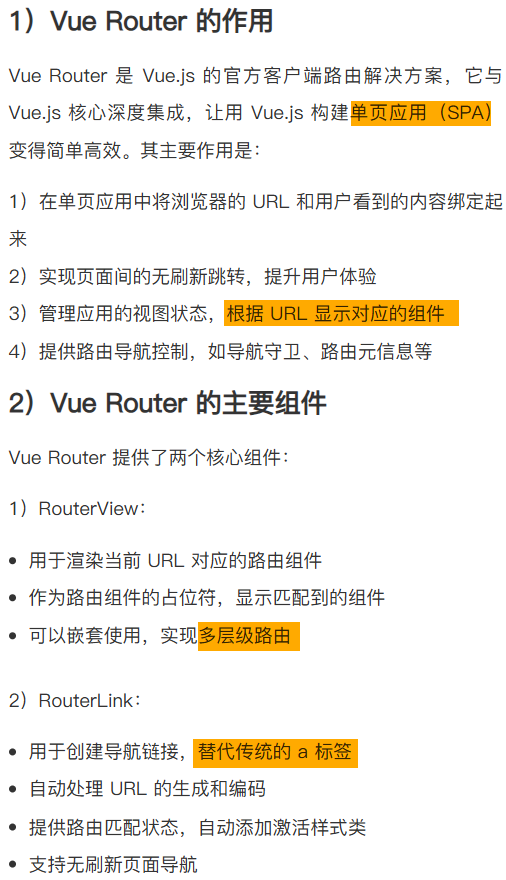 1）Vue Router 的作用
Vue Router 是 Vue.js 的官方客户端路由解决方案，它与
Vue.js 核心深度集成，让用 Vue.js 构建单页应用（SPA）
变得简单高效。其主要作用是：
1）在单页应用中将浏览器的 URL 和用户看到的内容绑定起
来
2）实现页面间的无刷新跳转，提升用户体验
3）管理应用的视图状态，根据 URL 显示对应的组件
4）提供路由导航控制，如导航守卫、路由元信息等
2）Vue Router 的主要组件
Vue Router 提供了两个核心组件：
1）RouterView：
• 用于渲染当前 URL 对应的路由组件
• 作为路由组件的占位符，显示匹配到的组件
• 可以嵌套使用，实现多层级路由
2）RouterLink：
• 用于创建导航链接，替代传统的 a 标签
• 自动处理 URL 的生成和编码
• 提供路由匹配状态，自动添加激活样式类
• 支持无刷新页面导航